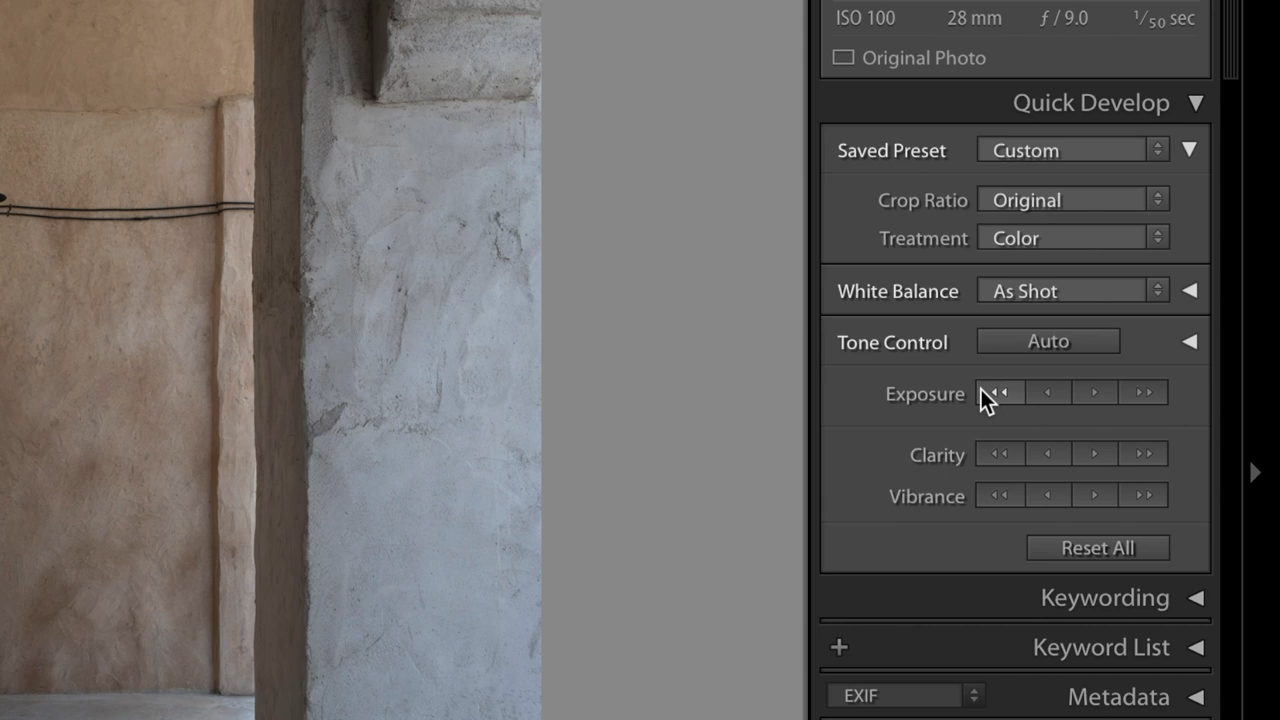 ISO 100 28 mm ƒ / 9.0 1/50 sec
Original Photo
Quick Develop
Saved Preset Custom
Crop Ratio Original
Treatment Color
White Balance As Shot
Tone Control Auto
Exposure
Clarity
Vibrance
Reset All
Keywording
+ Keyword List
EXIF Metadata